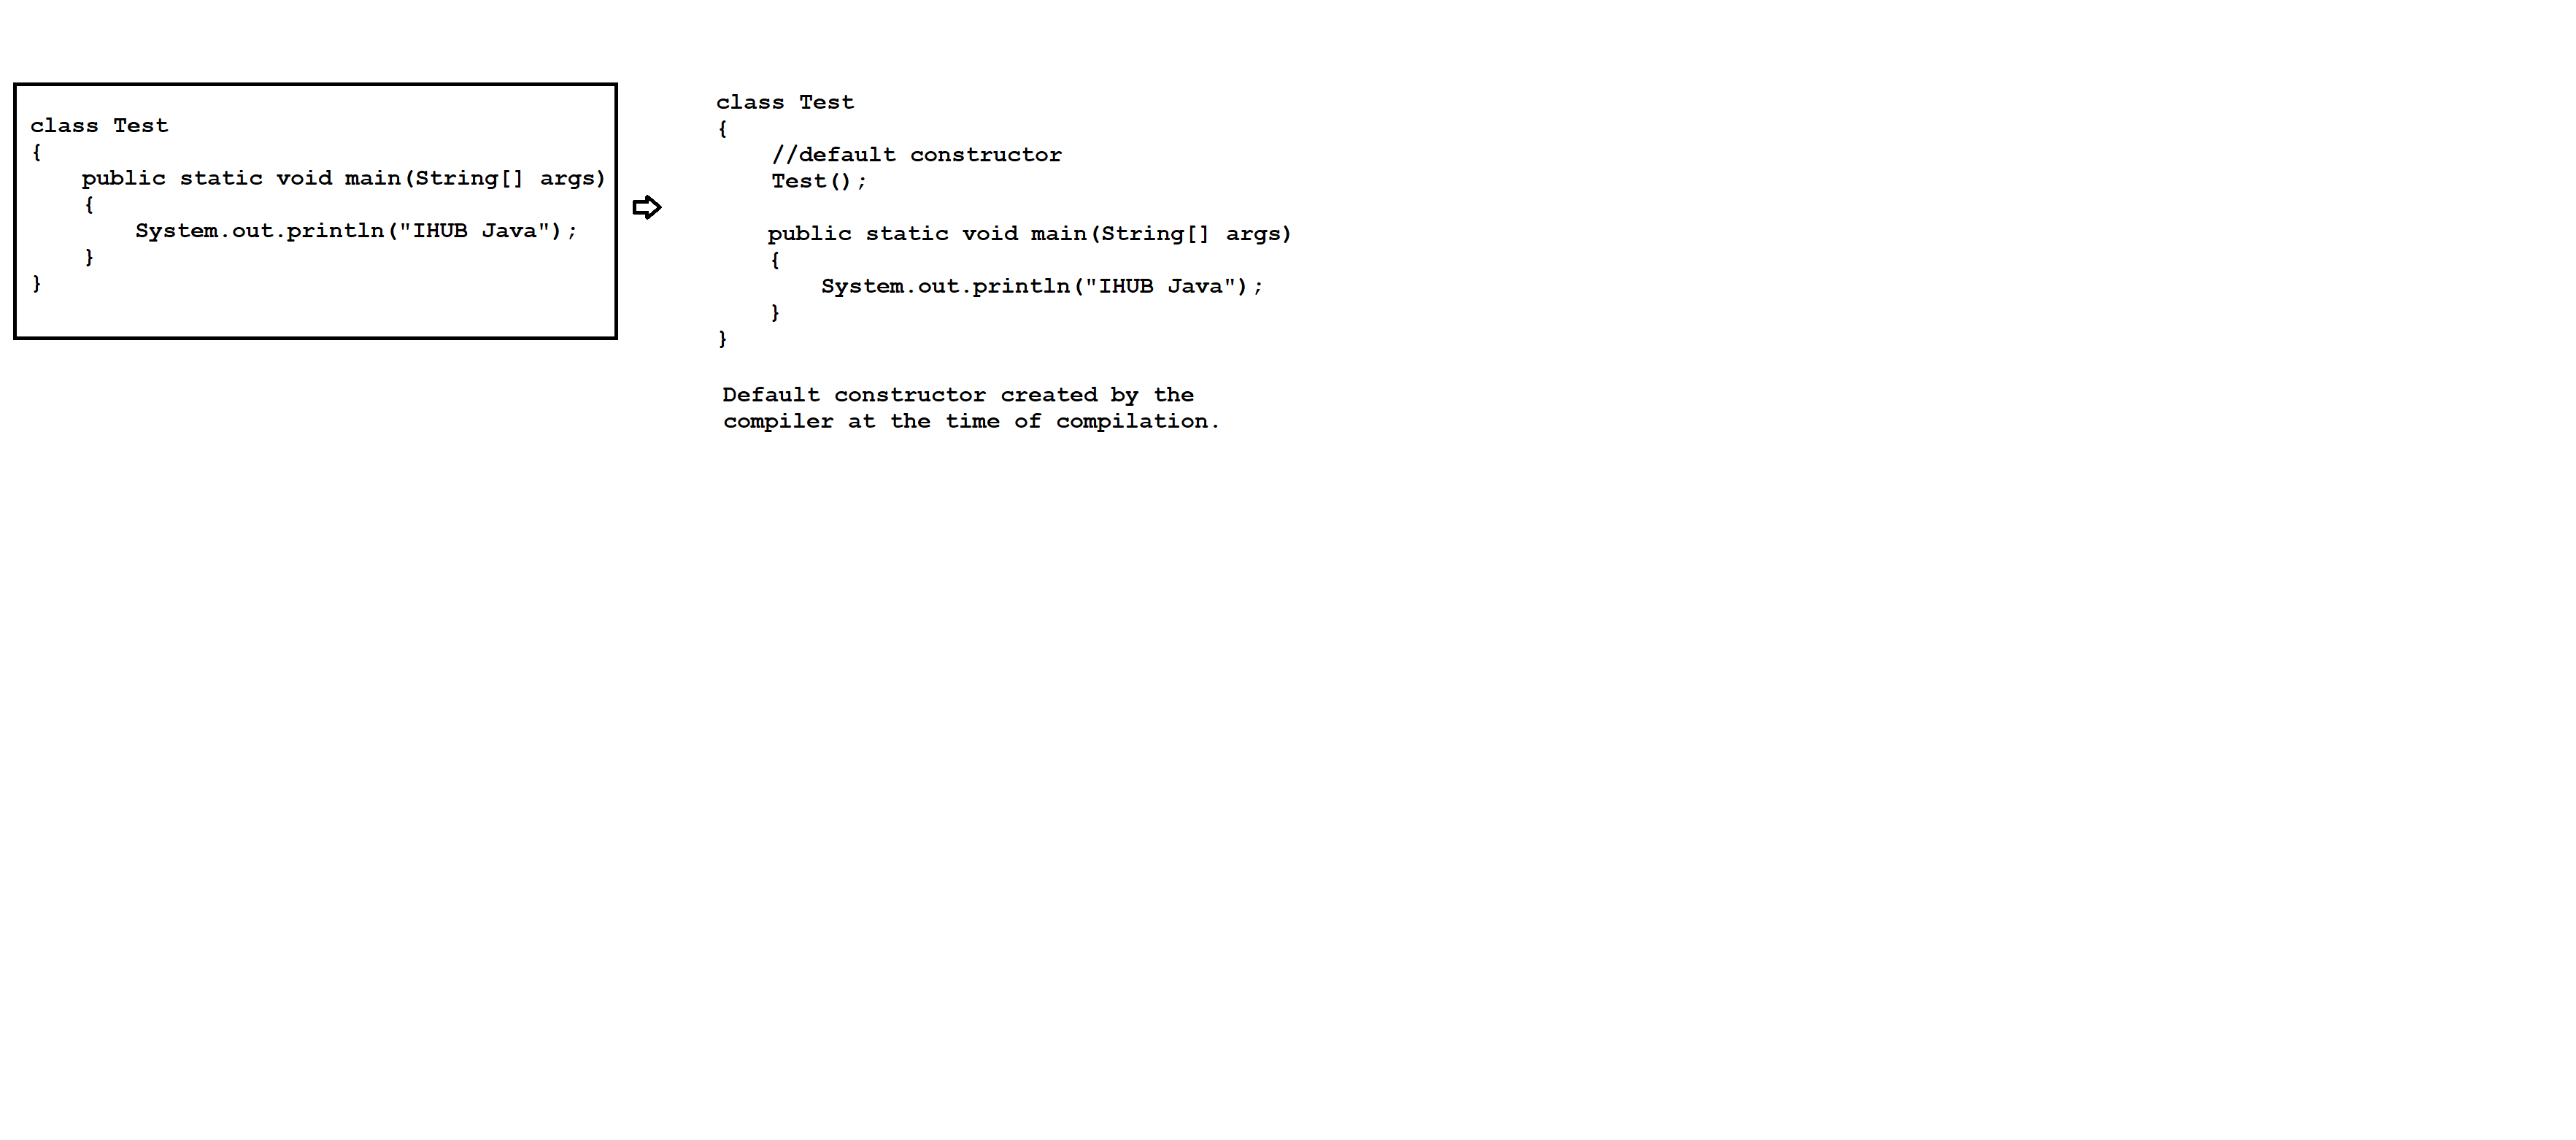 class Test
{
public static void main(String[] args)
{
System.out.println("IHUB Java");
}
}
class Test
{
//default constructor
Test();
public static void main(String[] args)
{
System.out.println("IHUB Java");
}
}
Default constructor created by the
compiler at the time of compilation.